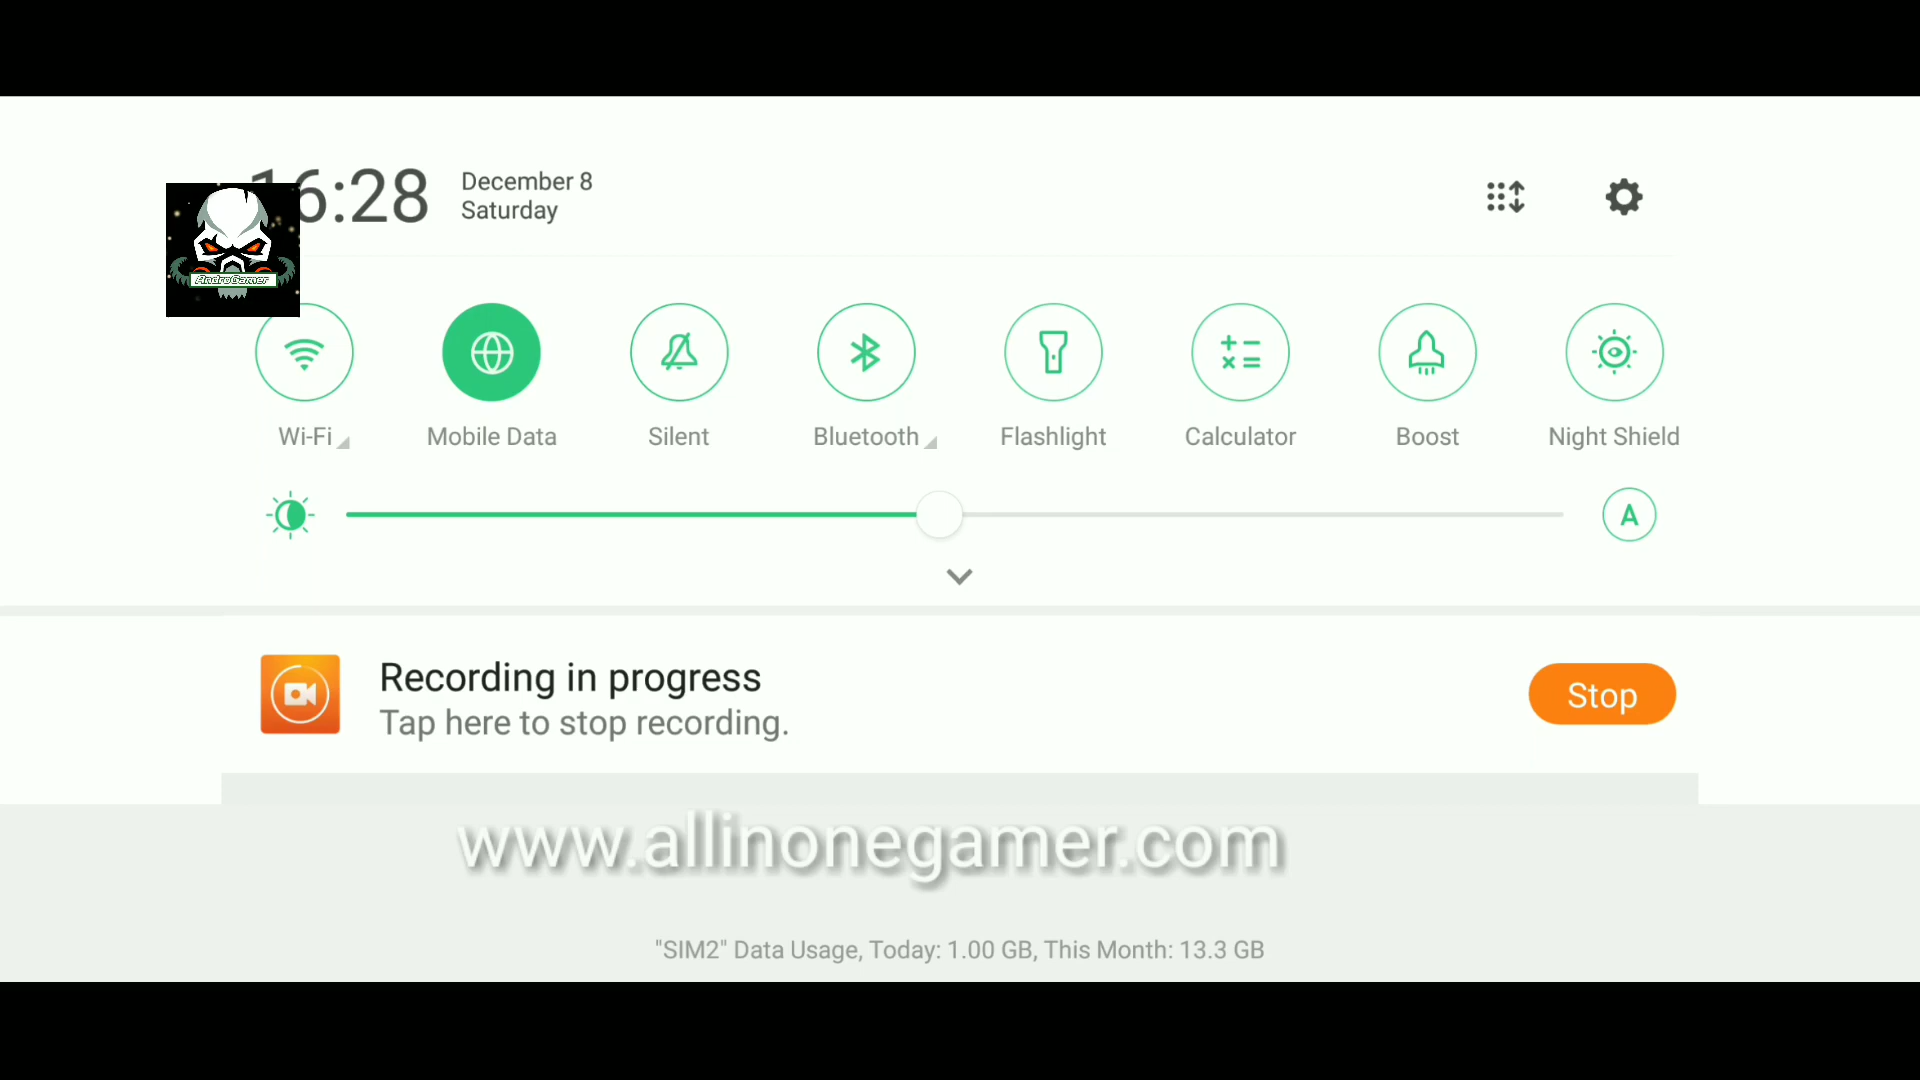 16:28
December 8
Saturday
AndroGamer
Wi-Fi
Mobile Data
Silent
Bluetooth
Flashlight
Calculator
Boost
Night Shield
A
Recording in progress
Tap here to stop recording.
Stop
www.allinonegamer.com
"SIM2" Data Usage, Today: 1.00 GB, This Month: 13.3 GB